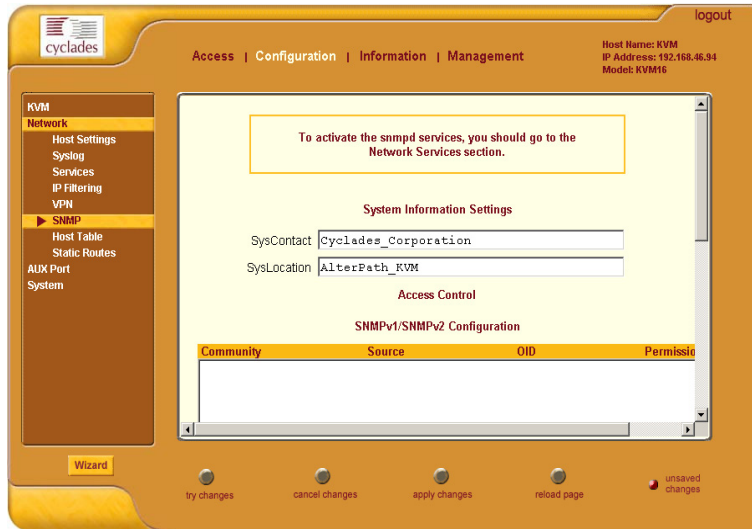 logout
cyclades
Access | Configuration | Information | Management
Host Name: KVM
IP Address: 192.168.46.94
Model: KVM16
KVM
Network
Host Settings
Syslog
Services
IP Filtering
VPN
SNMP
Host Table
Static Routes
AUX Port
System
To activate the snmpd services, you should go to the
Network Services section.
System Information Settings
SysContact Cyclades_Corporation
SysLocation AlterPath_KVM
Access Control
SNMPv1/SNMPv2 Configuration
Community Source OID Permissio
Wizard
try changes
cancel changes
apply changes
reload page
unsaved
changes